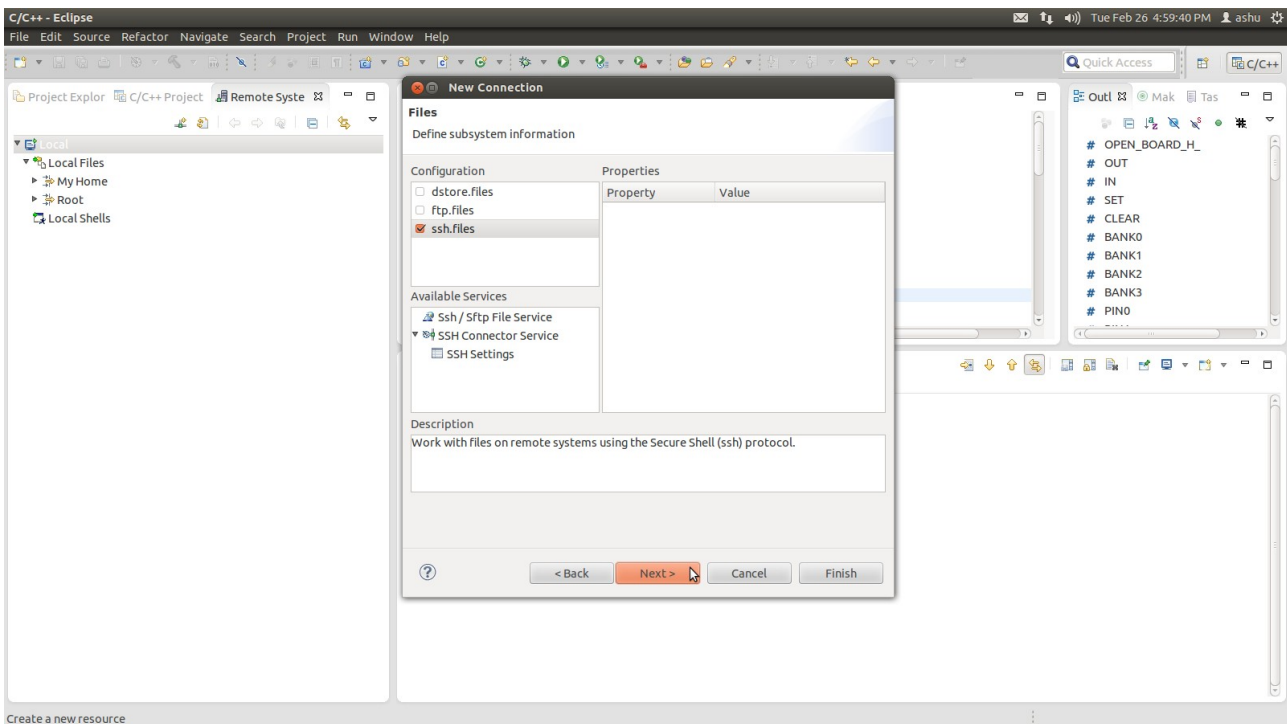 C/C++ - Eclipse
Tue Feb 26 4:59:40 PM ashu
File Edit Source Refactor Navigate Search Project Run Window Help
Quick Access
C/C++
Project Explor C/C++ Project Remote Syste
Local
Local Files
My Home
Root
Local Shells
New Connection
Files
Define subsystem information
Configuration
dstore.files
ftp.files
ssh.files
Properties
Property Value
Available Services
Ssh / Sftp File Service
SSH Connector Service
SSH Settings
Description
Work with files on remote systems using the Secure Shell (ssh) protocol.
< Back Next > Cancel Finish
Outl Mak Tas
# OPEN_BOARD_H_
# OUT
# IN
# SET
# CLEAR
# BANK0
# BANK1
# BANK2
# BANK3
# PIN0
Create a new resource